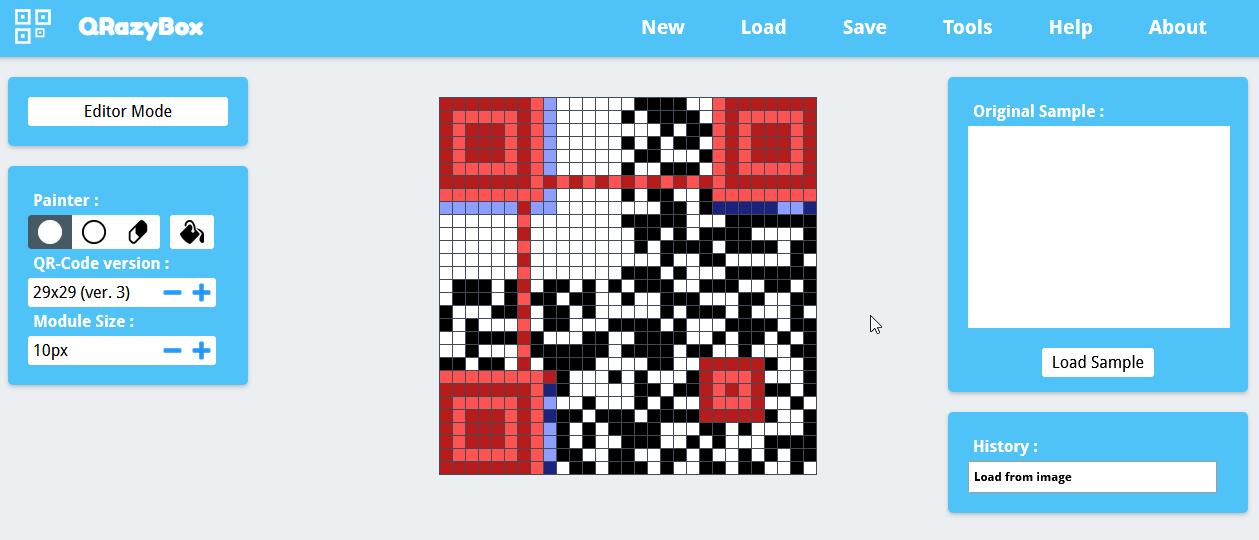 QRazyBox
New
Load
Save
Tools
Help
About
Editor Mode
Painter :
QR-Code version :
29x29 (ver. 3)
Module Size :
10px
Original Sample :
Load Sample
History :
Load from image